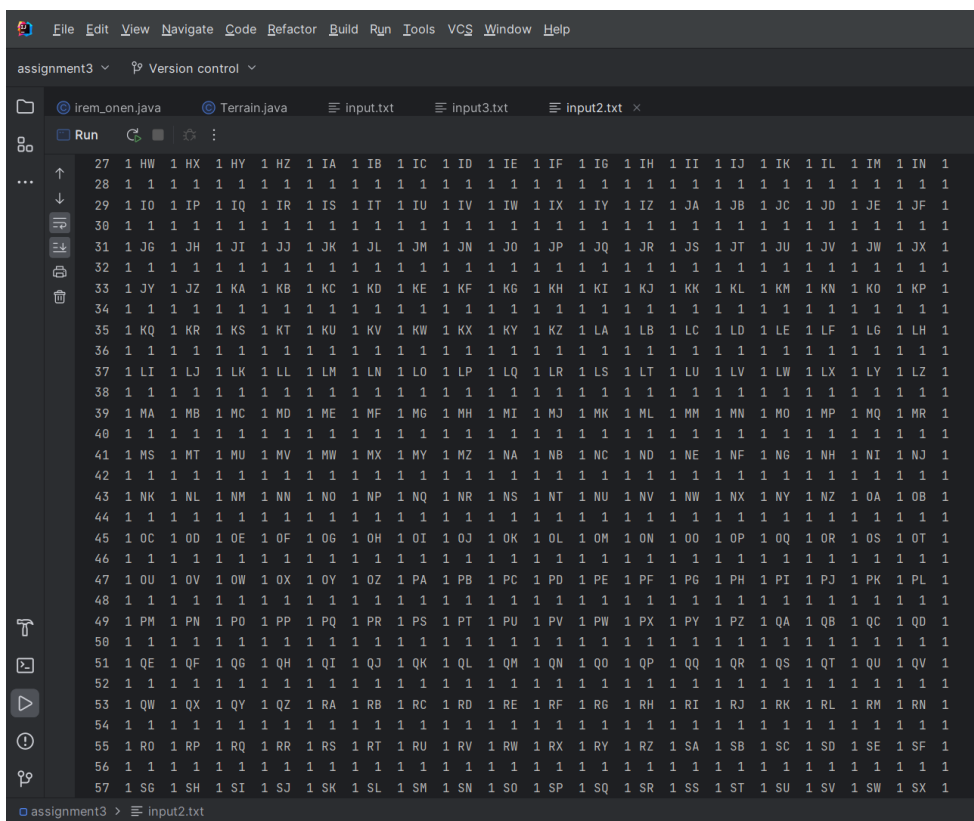 File Edit View Navigate Code Refactor Build Run Tools VCS Window Help
assignment3 Version control
irem_onen.java Terrain.java input.txt input3.txt input2.txt
Run
27 1 HW 1 HX 1 HY 1 HZ 1 IA 1 IB 1 IC 1 ID 1 IE 1 IF 1 IG 1 IH 1 II 1 IJ 1 IK 1 IL 1 IM 1 IN 1
28 1 1 1 1 1 1 1 1 1 1 1 1 1 1 1 1 1 1 1 1 1 1 1 1 1 1 1 1 1 1 1 1 1 1 1 1 1
29 1 IO 1 IP 1 IQ 1 IR 1 IS 1 IT 1 IU 1 IV 1 IW 1 IX 1 IY 1 IZ 1 JA 1 JB 1 JC 1 JD 1 JE 1 JF 1
30 1 1 1 1 1 1 1 1 1 1 1 1 1 1 1 1 1 1 1 1 1 1 1 1 1 1 1 1 1 1 1 1 1 1 1 1 1
31 1 JG 1 JH 1 JI 1 JJ 1 JK 1 JL 1 JM 1 JN 1 JO 1 JP 1 JQ 1 JR 1 JS 1 JT 1 JU 1 JV 1 JW 1 JX 1
32 1 1 1 1 1 1 1 1 1 1 1 1 1 1 1 1 1 1 1 1 1 1 1 1 1 1 1 1 1 1 1 1 1 1 1 1 1
33 1 JY 1 JZ 1 KA 1 KB 1 KC 1 KD 1 KE 1 KF 1 KG 1 KH 1 KI 1 KJ 1 KK 1 KL 1 KM 1 KN 1 KO 1 KP 1
34 1 1 1 1 1 1 1 1 1 1 1 1 1 1 1 1 1 1 1 1 1 1 1 1 1 1 1 1 1 1 1 1 1 1 1 1 1
35 1 KQ 1 KR 1 KS 1 KT 1 KU 1 KV 1 KW 1 KX 1 KY 1 KZ 1 LA 1 LB 1 LC 1 LD 1 LE 1 LF 1 LG 1 LH 1
36 1 1 1 1 1 1 1 1 1 1 1 1 1 1 1 1 1 1 1 1 1 1 1 1 1 1 1 1 1 1 1 1 1 1 1 1 1
37 1 LI 1 LJ 1 LK 1 LL 1 LM 1 LN 1 LO 1 LP 1 LQ 1 LR 1 LS 1 LT 1 LU 1 LV 1 LW 1 LX 1 LY 1 LZ 1
38 1 1 1 1 1 1 1 1 1 1 1 1 1 1 1 1 1 1 1 1 1 1 1 1 1 1 1 1 1 1 1 1 1 1 1 1 1
39 1 MA 1 MB 1 MC 1 MD 1 ME 1 MF 1 MG 1 MH 1 MI 1 MJ 1 MK 1 ML 1 MM 1 MN 1 MO 1 MP 1 MQ 1 MR 1
40 1 1 1 1 1 1 1 1 1 1 1 1 1 1 1 1 1 1 1 1 1 1 1 1 1 1 1 1 1 1 1 1 1 1 1 1 1
41 1 MS 1 MT 1 MU 1 MV 1 MW 1 MX 1 MY 1 MZ 1 NA 1 NB 1 NC 1 ND 1 NE 1 NF 1 NG 1 NH 1 NI 1 NJ 1
42 1 1 1 1 1 1 1 1 1 1 1 1 1 1 1 1 1 1 1 1 1 1 1 1 1 1 1 1 1 1 1 1 1 1 1 1 1
43 1 NK 1 NL 1 NM 1 NN 1 NO 1 NP 1 NQ 1 NR 1 NS 1 NT 1 NU 1 NV 1 NW 1 NX 1 NY 1 NZ 1 OA 1 OB 1
44 1 1 1 1 1 1 1 1 1 1 1 1 1 1 1 1 1 1 1 1 1 1 1 1 1 1 1 1 1 1 1 1 1 1 1 1 1
45 1 OC 1 OD 1 OE 1 OF 1 OG 1 OH 1 OI 1 OJ 1 OK 1 OL 1 OM 1 ON 1 OO 1 OP 1 OQ 1 OR 1 OS 1 OT 1
46 1 1 1 1 1 1 1 1 1 1 1 1 1 1 1 1 1 1 1 1 1 1 1 1 1 1 1 1 1 1 1 1 1 1 1 1 1
47 1 OU 1 OV 1 OW 1 OX 1 OY 1 OZ 1 PA 1 PB 1 PC 1 PD 1 PE 1 PF 1 PG 1 PH 1 PI 1 PJ 1 PK 1 PL 1
48 1 1 1 1 1 1 1 1 1 1 1 1 1 1 1 1 1 1 1 1 1 1 1 1 1 1 1 1 1 1 1 1 1 1 1 1 1
49 1 PM 1 PN 1 PO 1 PP 1 PQ 1 PR 1 PS 1 PT 1 PU 1 PV 1 PW 1 PX 1 PY 1 PZ 1 QA 1 QB 1 QC 1 QD 1
50 1 1 1 1 1 1 1 1 1 1 1 1 1 1 1 1 1 1 1 1 1 1 1 1 1 1 1 1 1 1 1 1 1 1 1 1 1
51 1 QE 1 QF 1 QG 1 QH 1 QI 1 QJ 1 QK 1 QL 1 QM 1 QN 1 QO 1 QP 1 QQ 1 QR 1 QS 1 QT 1 QU 1 QV 1
52 1 1 1 1 1 1 1 1 1 1 1 1 1 1 1 1 1 1 1 1 1 1 1 1 1 1 1 1 1 1 1 1 1 1 1 1 1
53 1 QW 1 QX 1 QY 1 QZ 1 RA 1 RB 1 RC 1 RD 1 RE 1 RF 1 RG 1 RH 1 RI 1 RJ 1 RK 1 RL 1 RM 1 RN 1
54 1 1 1 1 1 1 1 1 1 1 1 1 1 1 1 1 1 1 1 1 1 1 1 1 1 1 1 1 1 1 1 1 1 1 1 1 1
55 1 RO 1 RP 1 RQ 1 RR 1 RS 1 RT 1 RU 1 RV 1 RW 1 RX 1 RY 1 RZ 1 SA 1 SB 1 SC 1 SD 1 SE 1 SF 1
56 1 1 1 1 1 1 1 1 1 1 1 1 1 1 1 1 1 1 1 1 1 1 1 1 1 1 1 1 1 1 1 1 1 1 1 1 1
57 1 SG 1 SH 1 SI 1 SJ 1 SK 1 SL 1 SM 1 SN 1 SO 1 SP 1 SQ 1 SR 1 SS 1 ST 1 SU 1 SV 1 SW 1 SX 1
assignment3 > input2.txt